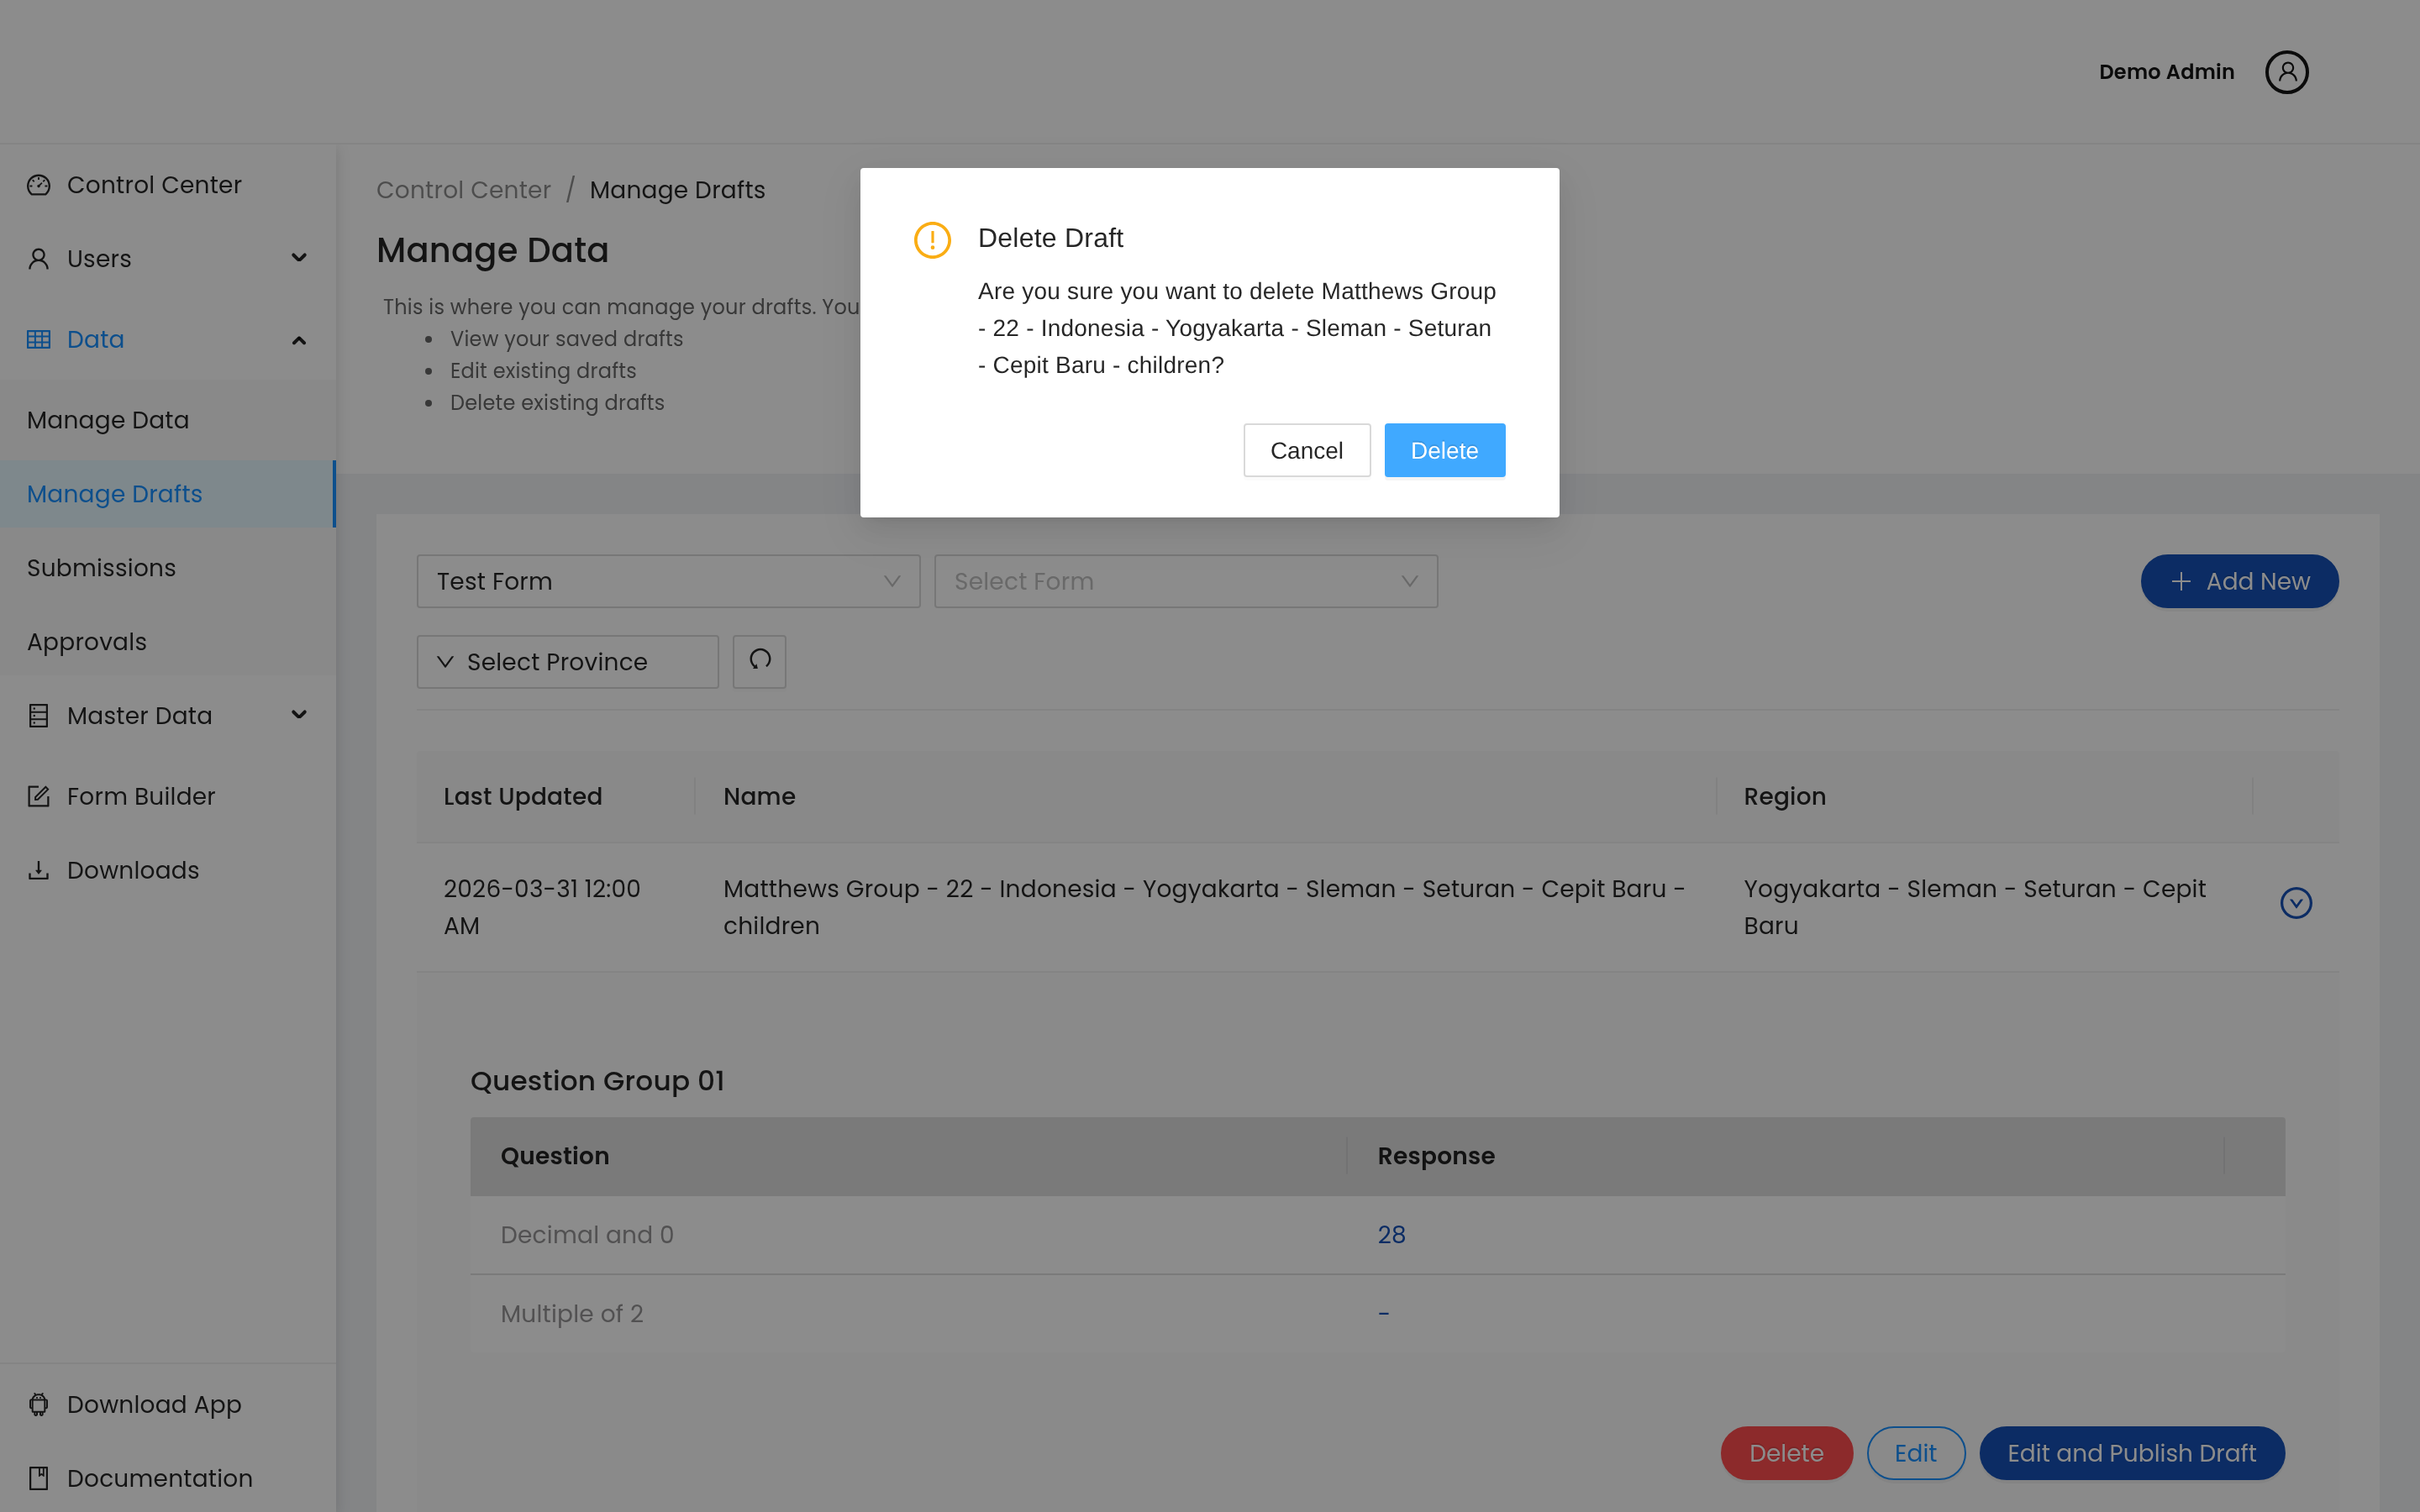 Demo Admin
Control Center
Users
Data
Manage Data
Manage Drafts
Submissions
Approvals
Master Data
Form Builder
Downloads
Download App
Documentation
Control Center / Manage Drafts
Manage Data
This is where you can manage your drafts. You
• View your saved drafts
• Edit existing drafts
• Delete existing drafts
Delete Draft
Are you sure you want to delete Matthews Group
- 22 - Indonesia - Yogyakarta - Sleman - Seturan
- Cepit Baru - children?
Cancel
Delete
Test Form
Select Form
Add New
Select Province
Last Updated
Name
Region
2026-03-31 12:00
AM
Matthews Group - 22 - Indonesia - Yogyakarta - Sleman - Seturan - Cepit Baru -
children
Yogyakarta - Sleman - Seturan - Cepit
Baru
Question Group 01
Question
Response
Decimal and 0
28
Multiple of 2
-
Delete
Edit
Edit and Publish Draft